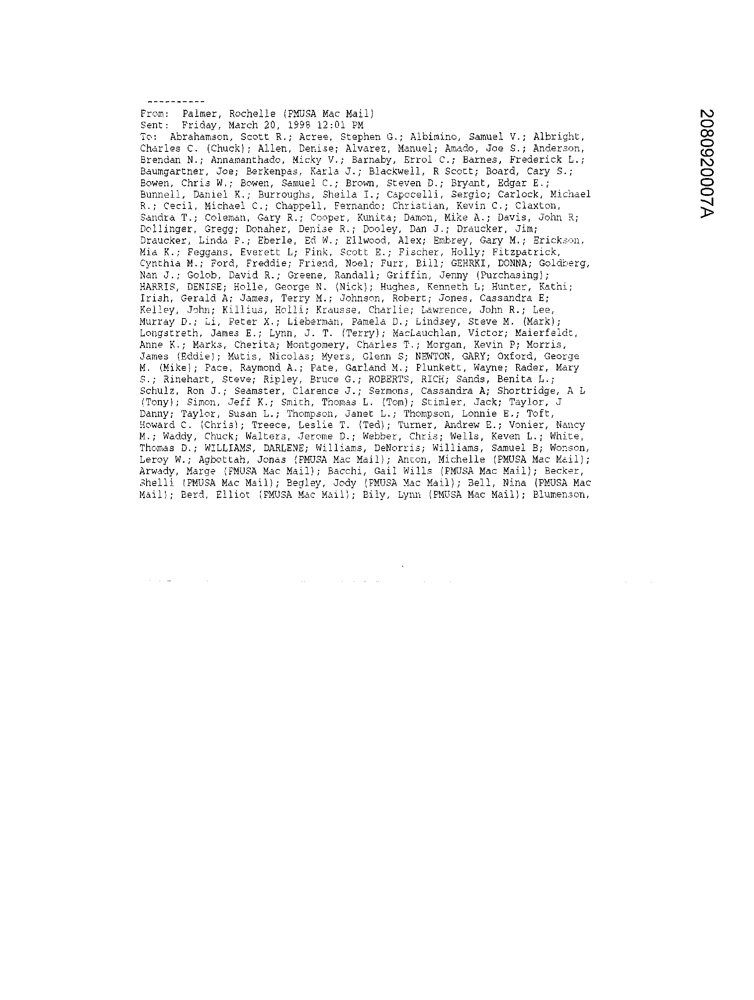 ----------
From:  Palmer, Rochelle (PMUSA Mac Mail)
Sent:  Friday, March 20, 1998 12:01 PM
To:  Abrahamson, Scott R.; Acree, Stephen G.; Albimino, Samuel V.; Albright,
Charles C. (Chuck); Allen, Denise; Alvarez, Manuel; Amado, Joe S.; Anderson,
Brendan N.; Annamanthado, Micky V.; Barnaby, Errol C.; Barnes, Frederick L.;
Baumgartner, Joe; Berkenpas, Karla J.; Blackwell, R Scott; Board, Cary S.;
Bowen, Chris W.; Bowen, Samuel C.; Brown, Steven D.; Bryant, Edgar E.;
Bunnell, Daniel K.; Burroughs, Sheila I.; Capocelli, Sergio; Carlock, Michael
R.; Cecil, Michael C.; Chappell, Fernando; Christian, Kevin C.; Claxton,
Sandra T.; Coleman, Gary R.; Cooper, Kunita; Damon, Mike A.; Davis, John R;
Dollinger, Gregg; Donaher, Denise R.; Dooley, Dan J.; Draucker, Jim;
Draucker, Linda P.; Eberle, Ed W.; Ellwood, Alex; Embrey, Gary M.; Erickson,
Mia K.; Feggans, Everett L; Fink, Scott E.; Fischer, Holly; Fitzpatrick,
Cynthia M.; Ford, Freddie; Friend, Noel; Furr, Bill; GEHRKI, DONNA; Goldberg,
Nan J.; Golob, David R.; Greene, Randall; Griffin, Jenny (Purchasing);
HARRIS, DENISE; Holle, George N. (Nick); Hughes, Kenneth L; Hunter, Kathi;
Irish, Gerald A; James, Terry M.; Johnson, Robert; Jones, Cassandra E;
Kelley, John; Killius, Holli; Krausse, Charlie; Lawrence, John R.; Lee,
Murray D.; Li, Peter X.; Lieberman, Pamela D.; Lindsey, Steve M. (Mark);
Longstreth, James E.; Lynn, J. T. (Terry); MacLauchlan, Victor; Maierfeldt,
Anne K.; Marks, Cherita; Montgomery, Charles T.; Morgan, Kevin P; Morris,
James (Eddie); Mutis, Nicolas; Myers, Glenn S; NEWTON, GARY; Oxford, George
M. (Mike); Pace, Raymond A.; Pate, Garland M.; Plunkett, Wayne; Rader, Mary
S.; Rinehart, Steve; Ripley, Bruce G.; ROBERTS, RICH; Sands, Benita L.;
Schulz, Ron J.; Seamster, Clarence J.; Sermons, Cassandra A; Shortridge, A L
(Tony); Simon, Jeff K.; Smith, Thomas L. (Tom); Stimler, Jack; Taylor, J
Danny; Taylor, Susan L.; Thompson, Janet L.; Thompson, Lonnie E.; Toft,
Howard C. (Chris); Treece, Leslie T. (Ted); Turner, Andrew E.; Vonier, Nancy
M.; Waddy, Chuck; Walters, Jerome D.; Webber, Chris; Wells, Keven L.; White,
Thomas D.; WILLIAMS, DARLENE; Williams, DeNorris; Williams, Samuel B; Wonson,
Leroy W.; Agbottah, Jonas (PMUSA Mac Mail); Anton, Michelle (PMUSA Mac Mail);
Arwady, Marge (PMUSA Mac Mail); Bacchi, Gail Wills (PMUSA Mac Mail); Becker,
Shelli (PMUSA Mac Mail); Begley, Jody (PMUSA Mac Mail); Bell, Nina (PMUSA Mac
Mail); Berd, Elliot (PMUSA Mac Mail); Bily, Lynn (PMUSA Mac Mail); Blumenson,
2080920007A